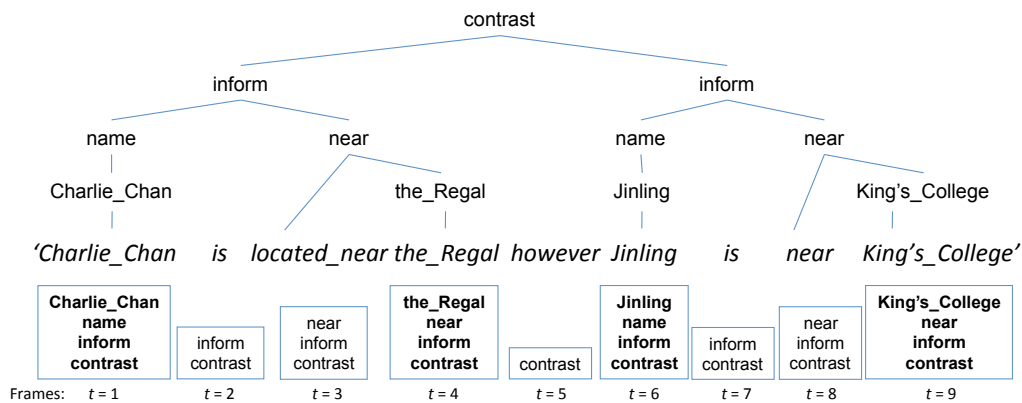 contrast
inform inform
name near name near
Charlie_Chan the_Regal Jinling King’s_College
‘Charlie_Chan is located_near the_Regal however Jinling is near King’s_College’
Charlie_Chan
name
inform
contrast
inform
contrast
near
inform
contrast
the_Regal
near
inform
contrast
contrast
Jinling
name
inform
contrast
inform
contrast
near
inform
contrast
King’s_College
near
inform
contrast
Frames: t = 1 t = 2 t = 3 t = 4 t = 5 t = 6 t = 7 t = 8 t = 9